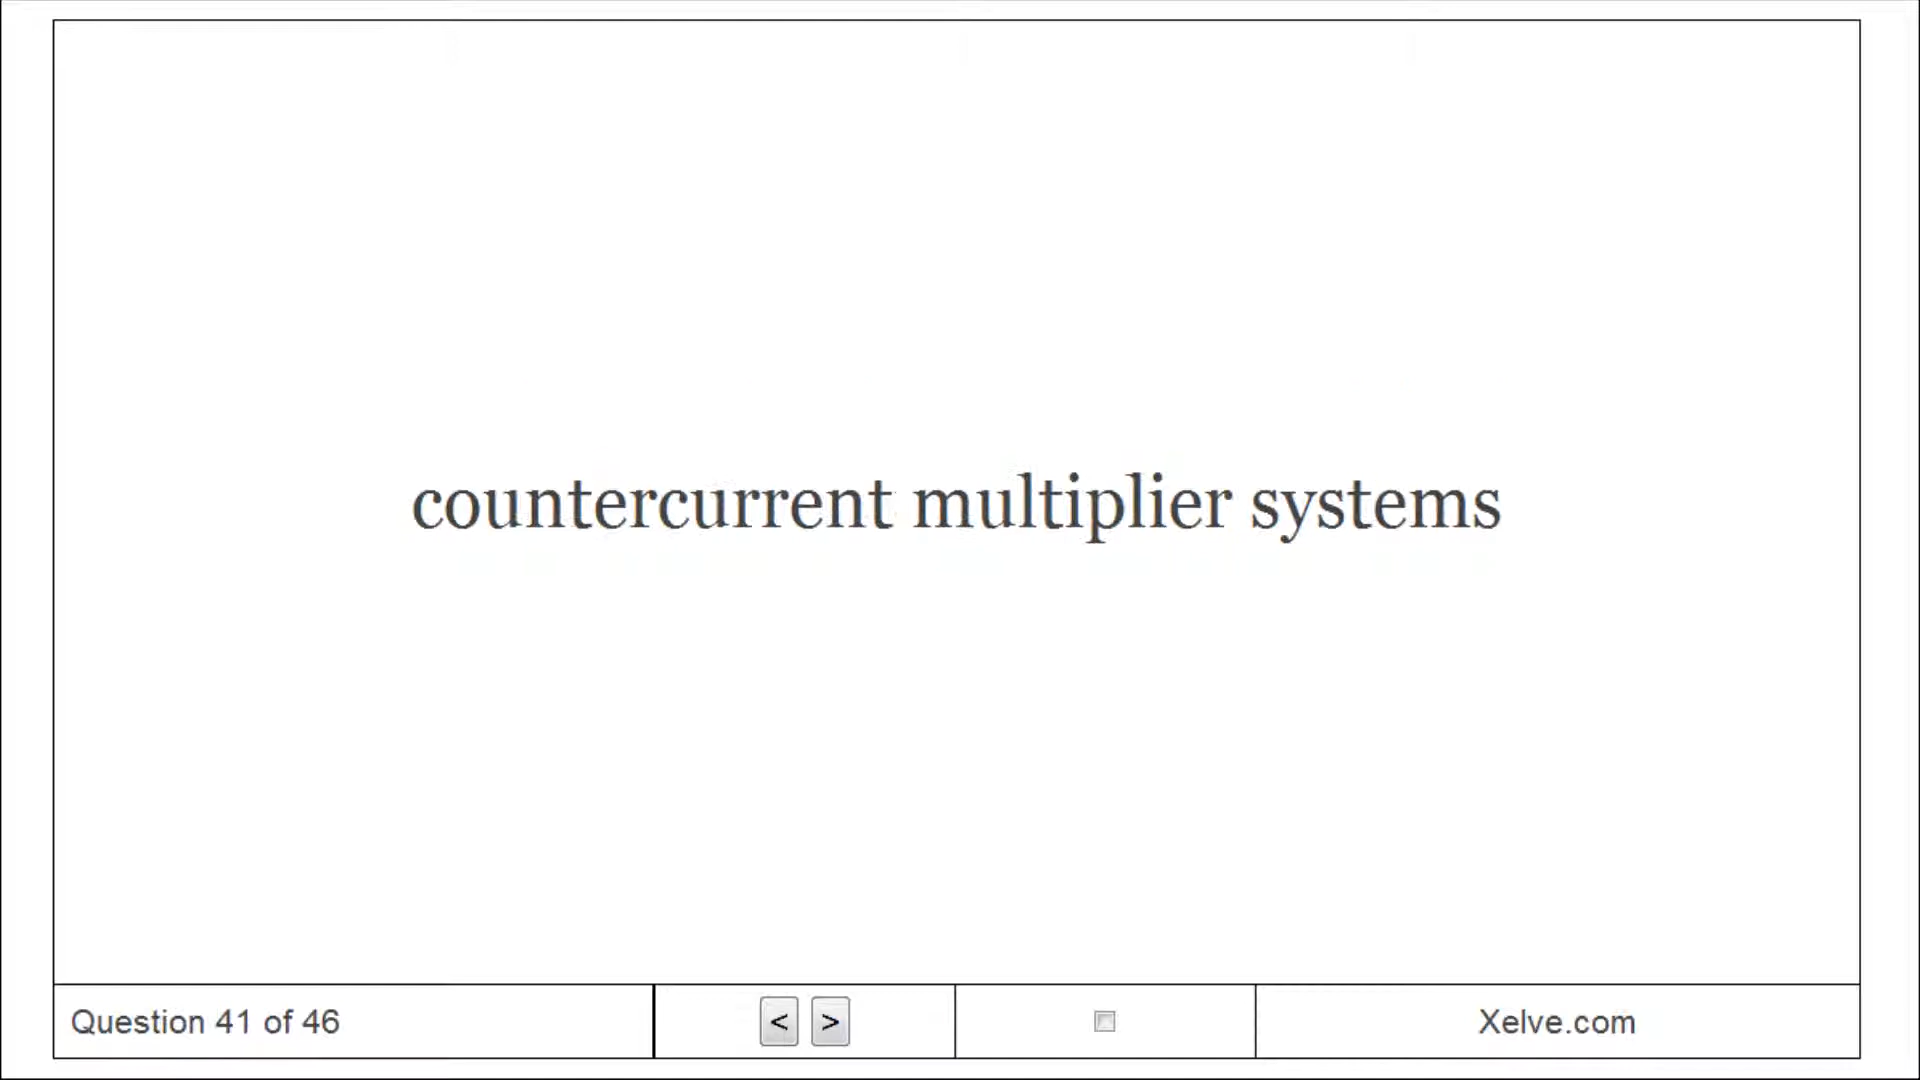 countercurrent multiplier systems
Question 41 of 46
< >
Xelve.com